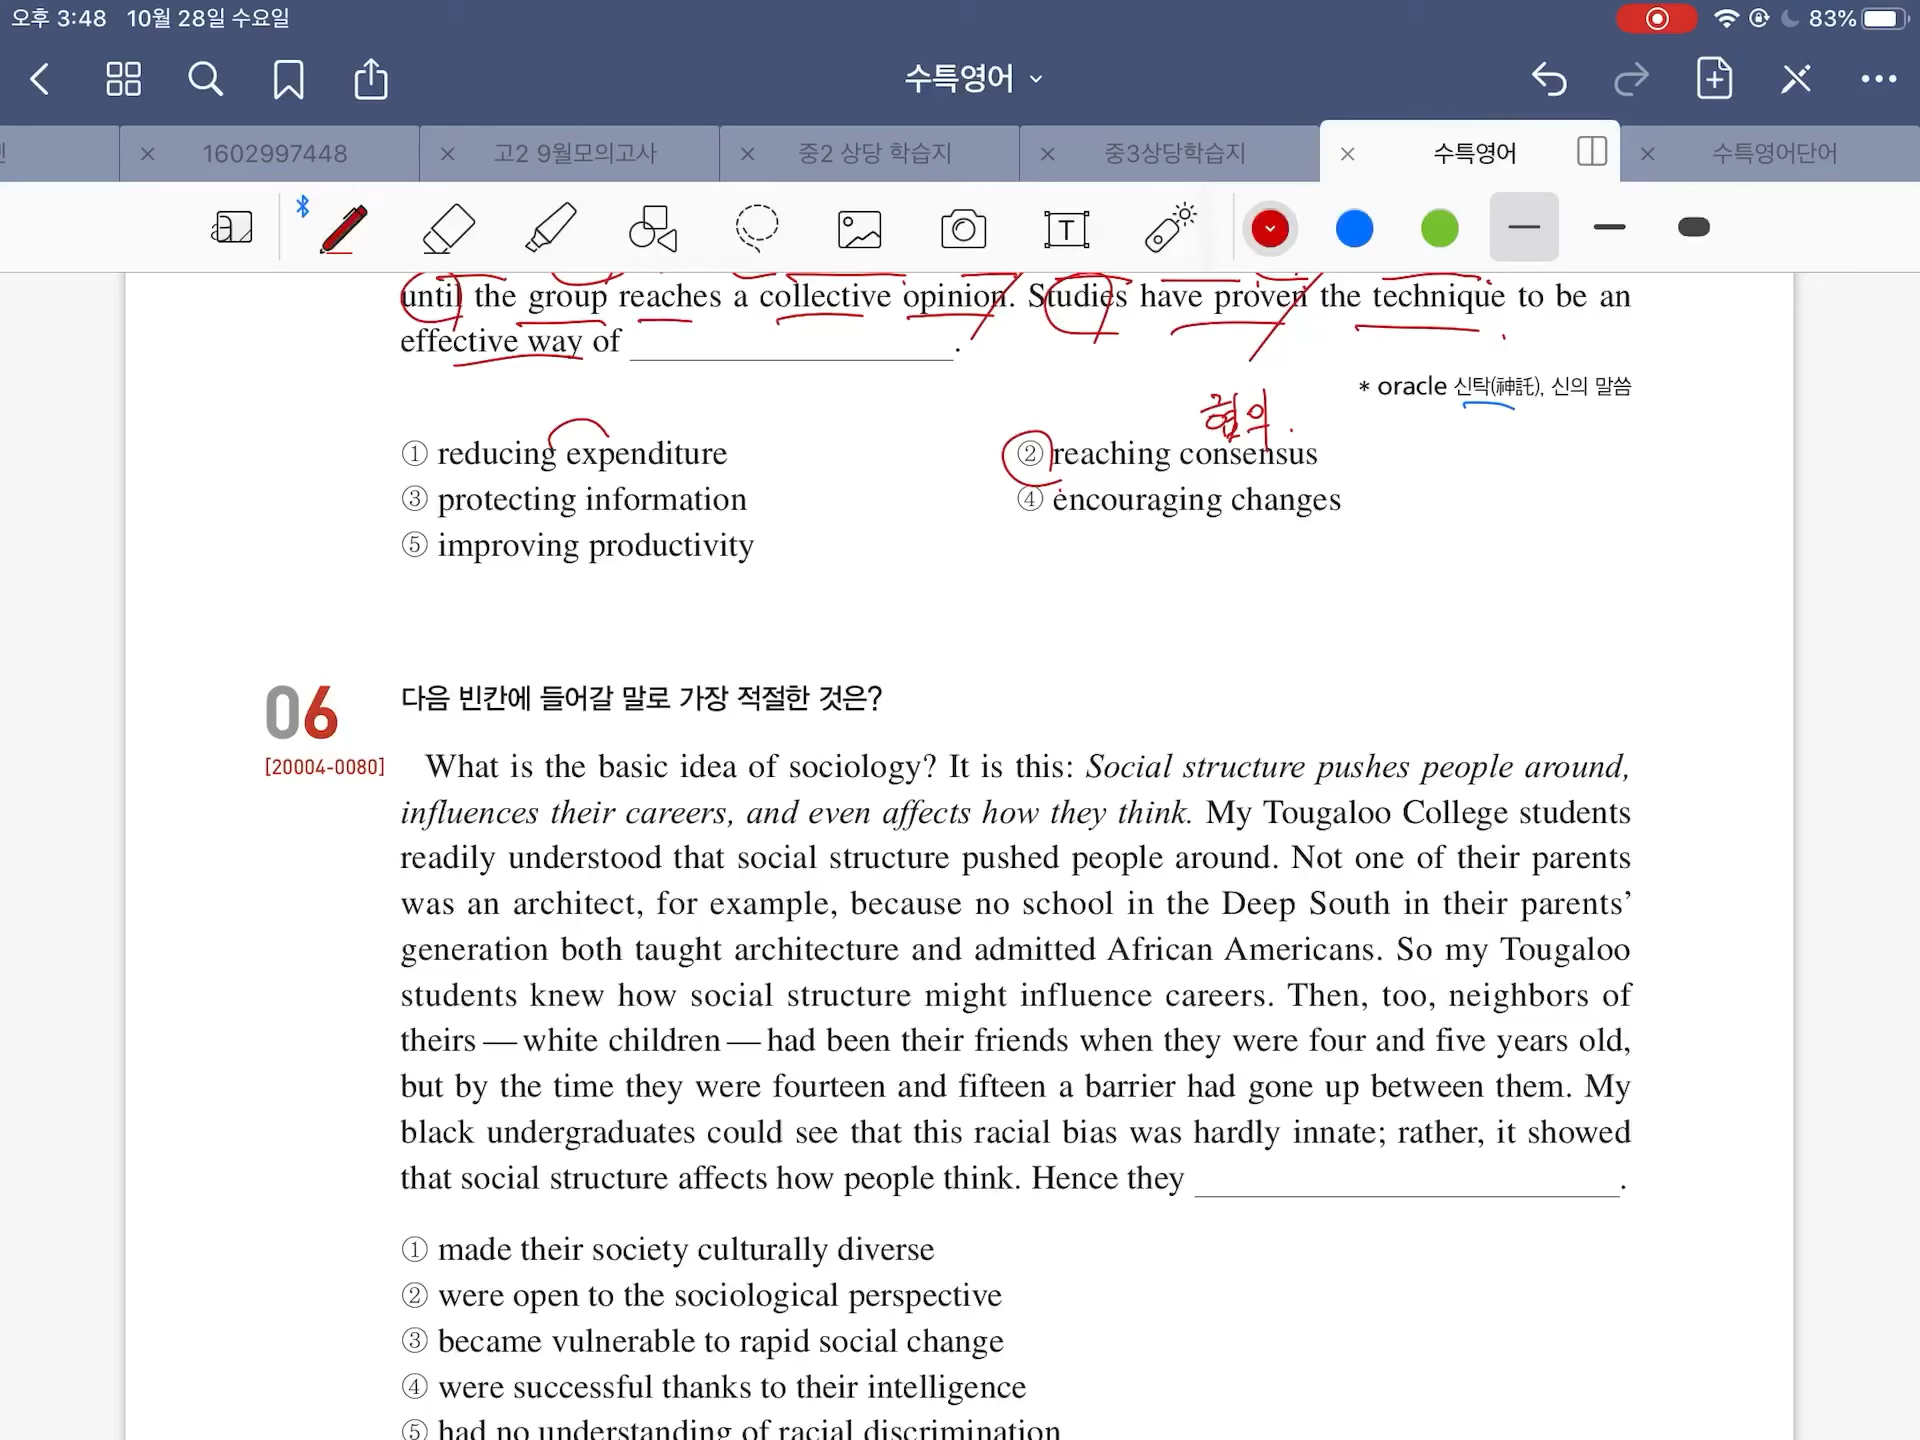 오후 3:48 10월 28일 수요일
83%
수특영어
1602997448
고2 9월모의고사
중2 상당 학습지
중3상당학습지
수특영어
수특영어단어
until the group reaches a collective opinion. Studies have proven the technique to be an
effective way of ____________________.
* oracle 신탁(神託), 신의 말씀
협의.
① reducing expenditure
② reaching consensus
③ protecting information
④ encouraging changes
⑤ improving productivity
06
다음 빈칸에 들어갈 말로 가장 적절한 것은?
[20004-0080]
What is the basic idea of sociology? It is this: Social structure pushes people around,
influences their careers, and even affects how they think. My Tougaloo College students
readily understood that social structure pushed people around. Not one of their parents
was an architect, for example, because no school in the Deep South in their parents’
generation both taught architecture and admitted African Americans. So my Tougaloo
students knew how social structure might influence careers. Then, too, neighbors of
theirs — white children — had been their friends when they were four and five years old,
but by the time they were fourteen and fifteen a barrier had gone up between them. My
black undergraduates could see that this racial bias was hardly innate; rather, it showed
that social structure affects how people think. Hence they ____________________.
① made their society culturally diverse
② were open to the sociological perspective
③ became vulnerable to rapid social change
④ were successful thanks to their intelligence
⑤ had no understanding of racial discrimination